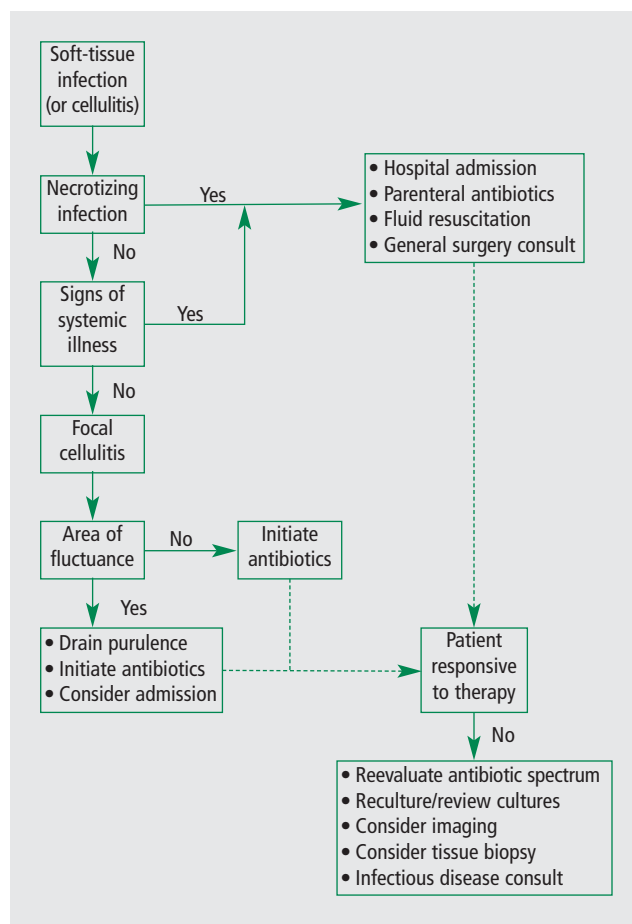 Soft-tissue
infection
(or cellulitis)
Necrotizing
infection
Yes
• Hospital admission
• Parenteral antibiotics
• Fluid resuscitation
• General surgery consult
No
Signs of
systemic
illness
Yes
No
Focal
cellulitis
Area of
fluctuance
No
Initiate
antibiotics
Yes
• Drain purulence
• Initiate antibiotics
• Consider admission
Patient
responsive
to therapy
No
• Reevaluate antibiotic spectrum
• Reculture/review cultures
• Consider imaging
• Consider tissue biopsy
• Infectious disease consult